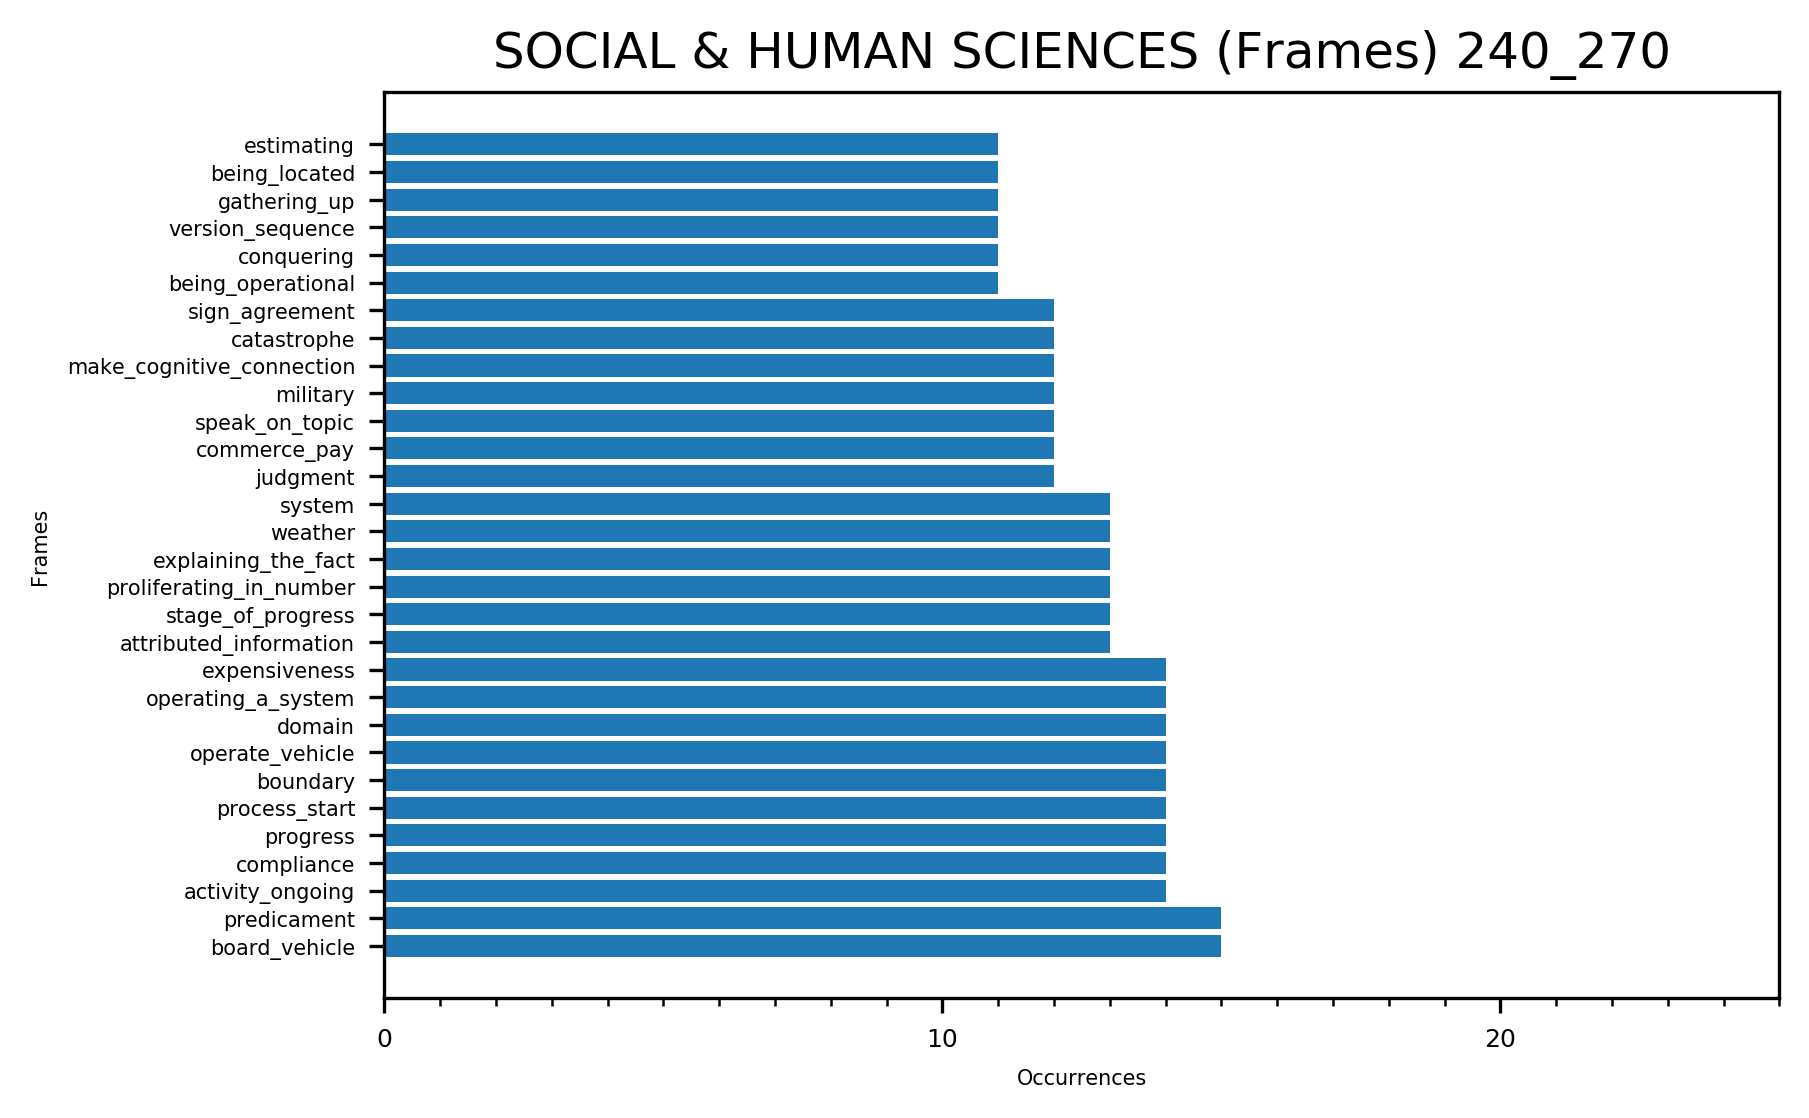 SOCIAL & HUMAN SCIENCES (Frames) 240_270
estimating
being_located
gathering_up
version_sequence
conquering
being_operational
sign_agreement
catastrophe
make_cognitive_connection
military
speak_on_topic
commerce_pay
judgment
system
weather
explaining_the_fact
proliferating_in_number
stage_of_progress
attributed_information
expensiveness
operating_a_system
domain
operate_vehicle
boundary
process_start
progress
compliance
activity_ongoing
predicament
board_vehicle
Frames
0 10 20
Occurrences